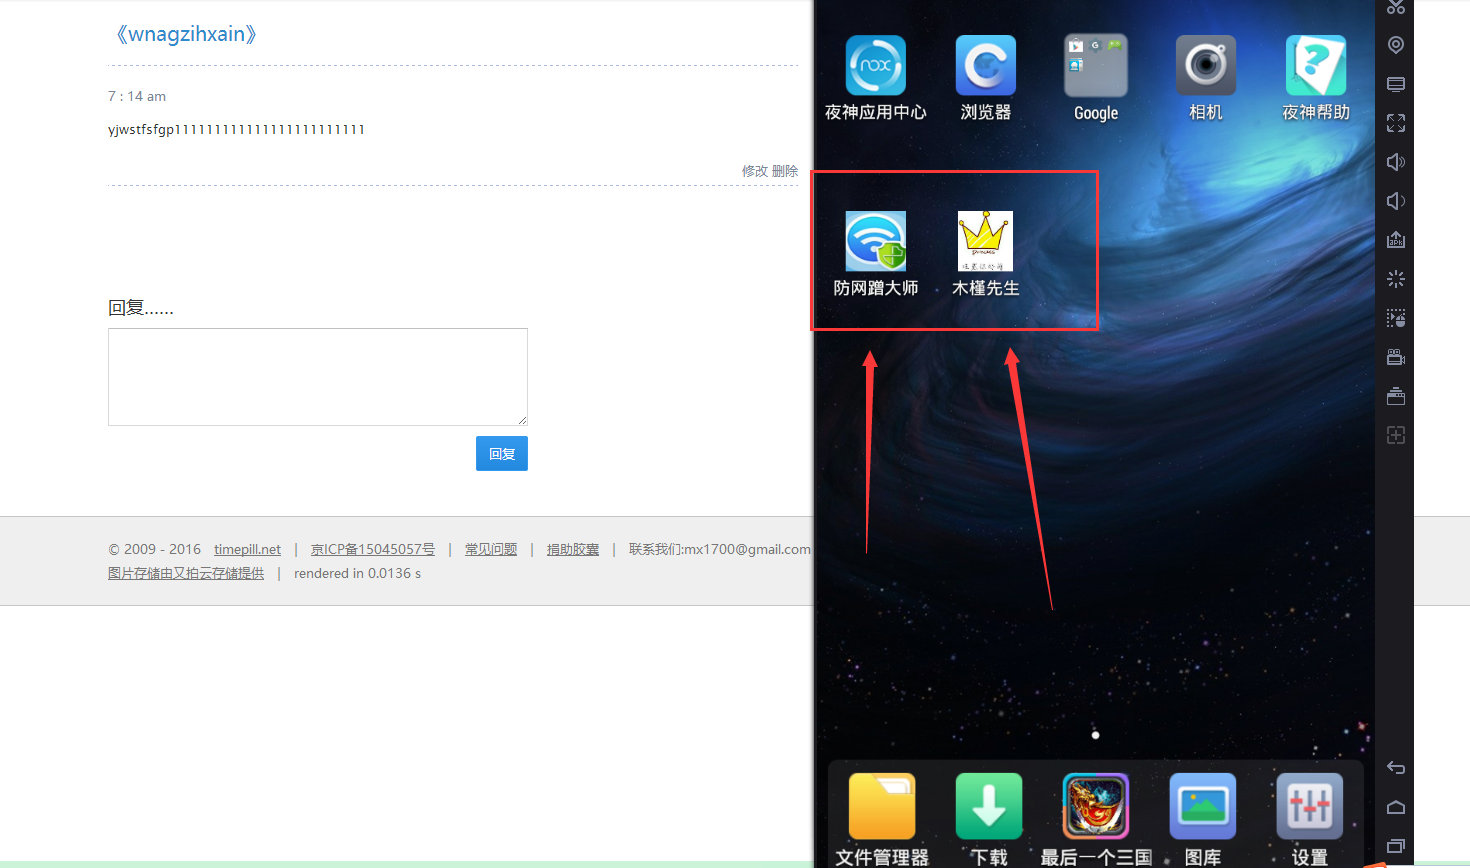 《wnagzihxain》
7 : 14 am
yjwstfsfgp111111111111111111111111
修改 删除
回复......
回复
© 2009 - 2016 timepill.net | 京ICP备15045057号 | 常见问题 | 捐助胶囊 | 联系我们:mx1700@gmail.com
图片存储由又拍云存储提供 | rendered in 0.0136 s
nox
夜神应用中心 浏览器 Google 相机 夜神帮助
princess
防网蹭大师 木槿先生
文件管理器 下载 最后一个三国 图库 设置